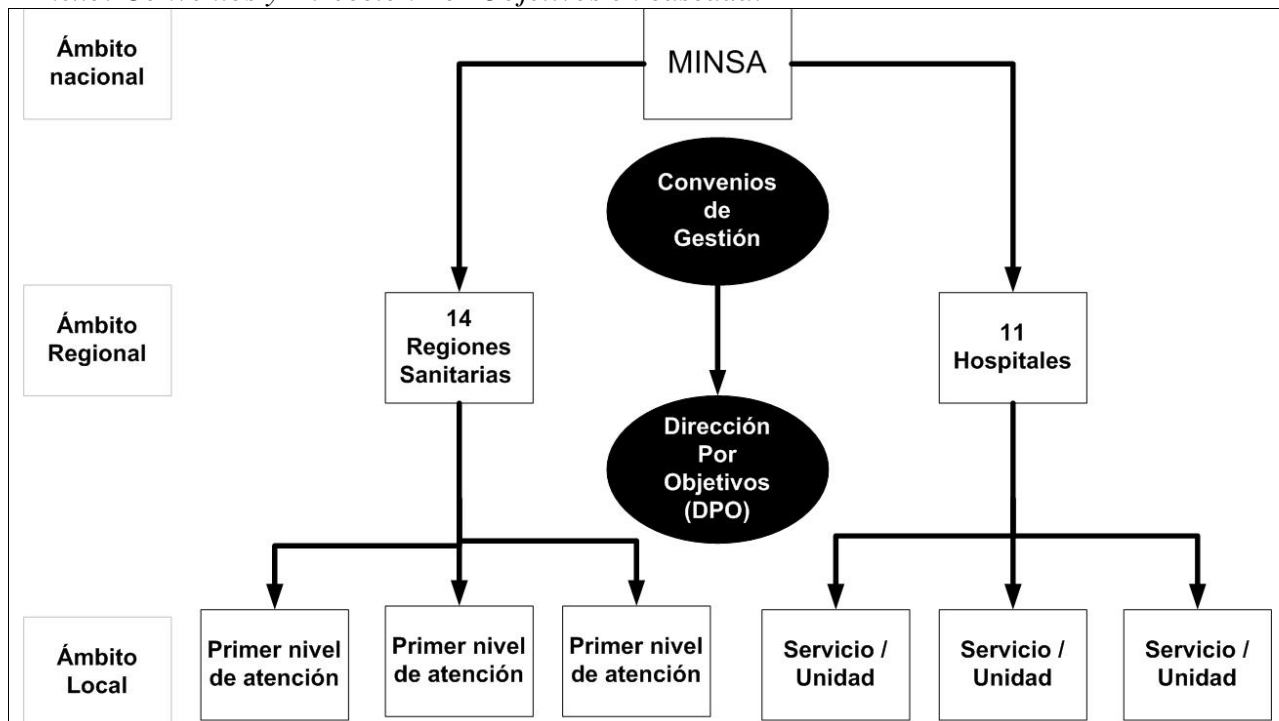 Ámbito
nacional
MINSA
Convenios
de
Gestión
Ámbito
Regional
14
Regiones
Sanitarias
11
Hospitales
Dirección
Por
Objetivos
(DPO)
Ámbito
Local
Primer nivel
de atención
Primer nivel
de atención
Primer nivel
de atención
Servicio /
Unidad
Servicio /
Unidad
Servicio /
Unidad